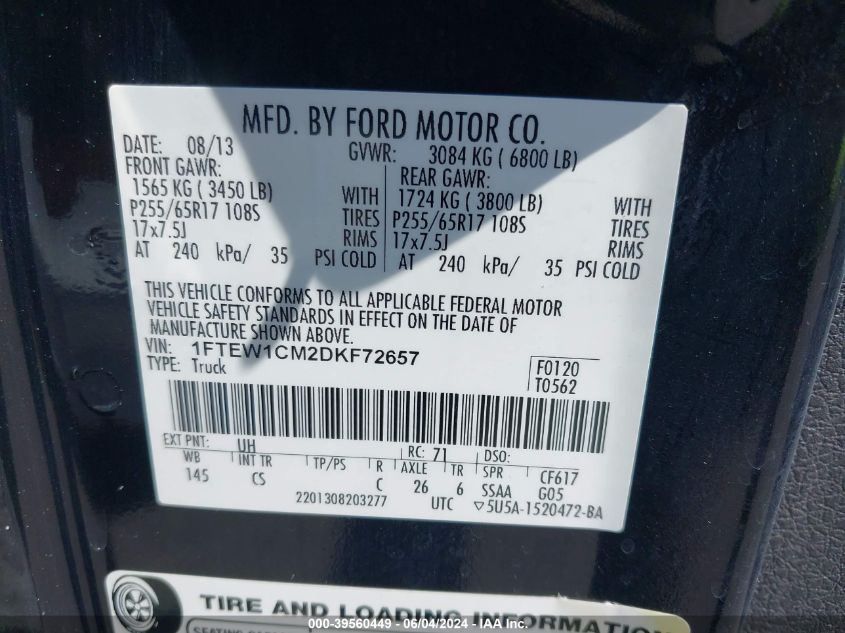 MFD. BY FORD MOTOR CO.
DATE: 08/13 GVWR: 3084 KG ( 6800 LB)
FRONT GAWR: REAR GAWR:
1565 KG ( 3450 LB) WITH 1724 KG ( 3800 LB) WITH
P255/65R17 108S TIRES P255/65R17 108S TIRES
17x7.5J RIMS 17x7.5J RIMS
AT 240 kPa/ 35 PSI COLD AT 240 kPa/ 35 PSI COLD
THIS VEHICLE CONFORMS TO ALL APPLICABLE FEDERAL MOTOR
VEHICLE SAFETY STANDARDS IN EFFECT ON THE DATE OF
MANUFACTURE SHOWN ABOVE.
VIN: 1FTEW1CM2DKF72657
TYPE: Truck
F0120
T0562
EXT PNT: UH RC: 71 DSO:
WB INT TR TP/PS R AXLE TR SPR CF617
145 CS C 26 6 SSAA G05
2201308203277 UTC ▽5U5A-1520472-BA
TIRE AND LOADING INFORMATION
000-39560449 - 06/04/2024 - IAA Inc.